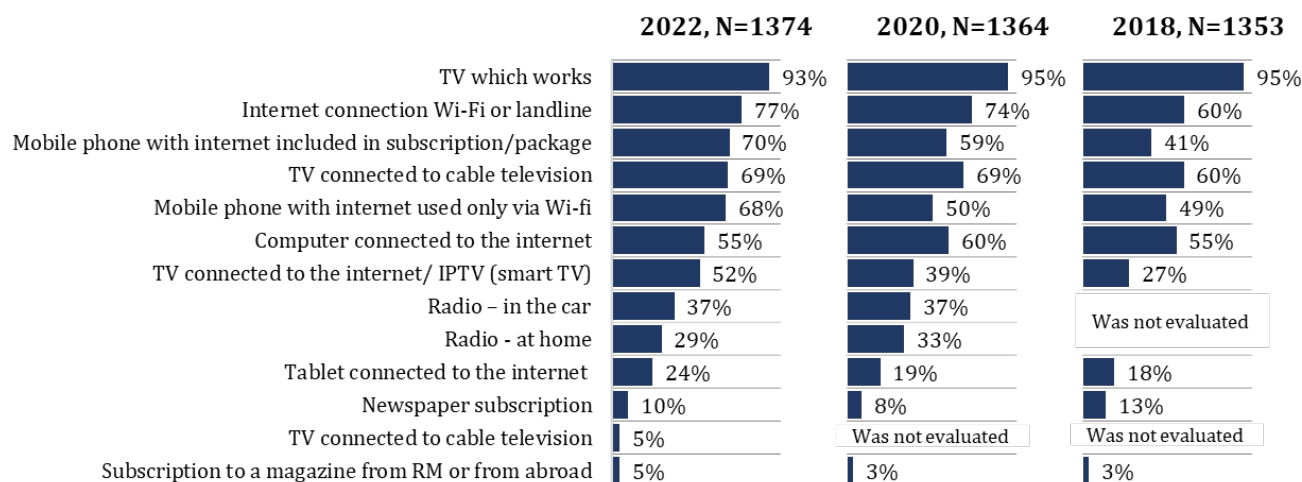 2022, N=1374 2020, N=1364 2018, N=1353
TV which works 93% 95% 95%
Internet connection Wi-Fi or landline 77% 74% 60%
Mobile phone with internet included in subscription/package 70% 59% 41%
TV connected to cable television 69% 69% 60%
Mobile phone with internet used only via Wi-fi 68% 50% 49%
Computer connected to the internet 55% 60% 55%
TV connected to the internet/ IPTV (smart TV) 52% 39% 27%
Radio – in the car 37% 37%
Was not evaluated
Radio - at home 29% 33%
Tablet connected to the internet 24% 19% 18%
Newspaper subscription 10% 8% 13%
TV connected to cable television 5% Was not evaluated Was not evaluated
Subscription to a magazine from RM or from abroad 5% 3% 3%